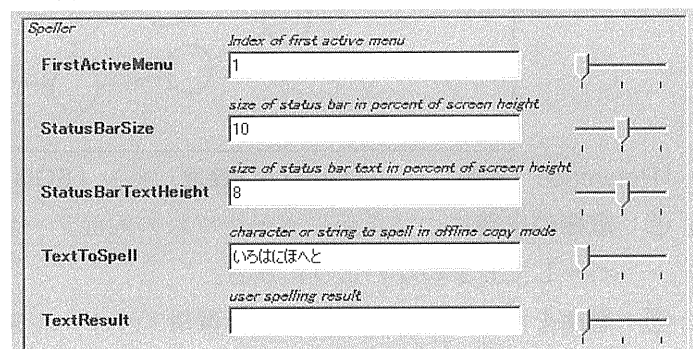 Speller
Index of first active menu
FirstActiveMenu 1
size of status bar in percent of screen height
StatusBarSize 10
size of status bar text in percent of screen height
StatusBarTextHeight 8
character or string to spell in offline copy mode
TextToSpell いろはにほへと
user spelling result
TextResult